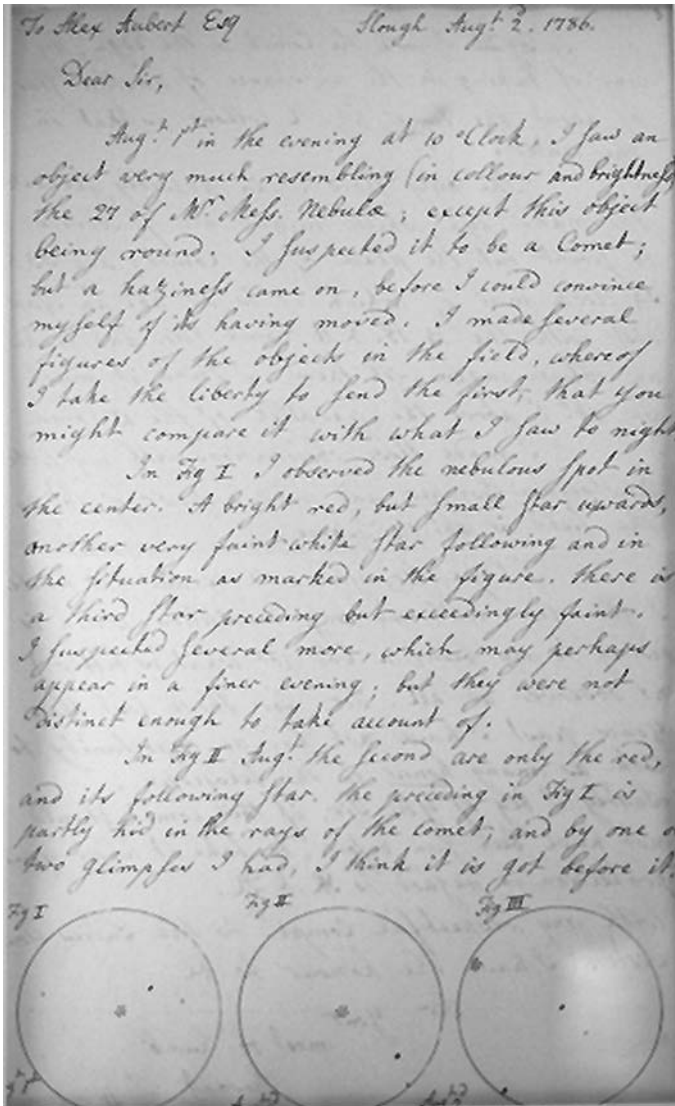 To Alex Aubert Esq Slough Augt 2d. 1786.
Dear Sir,
Augt. 1st in the evening at 10 oClock, I saw an
object very much resembling (in collour and brightness)
the 27 of Mr. Mess. Nebulæ; except this object
being round. I suspected it to be a Comet;
but a haziness came on, before I could convince
myself of its having moved. I made several
figures of the objects in the field, whereof
I take the liberty to send the first, that you
might compare it with what I saw to night
In Fig I I observed the nebulous spot in
the center. A bright red, but small star upwards,
another very faint white star following and in
the situation as marked in the figure. there is
a third star preceding but exceedingly faint.
I suspected several more, which may perhaps
appear in a finer evening; but they were not
distinct enough to take account of.
In Fig II Augt. the second are only the red,
and its following star. the preceding in Fig I is
partly hid in the rays of the comet; and by one o
two glimpses I had, I think it is got before it.
Fig I Fig II Fig III